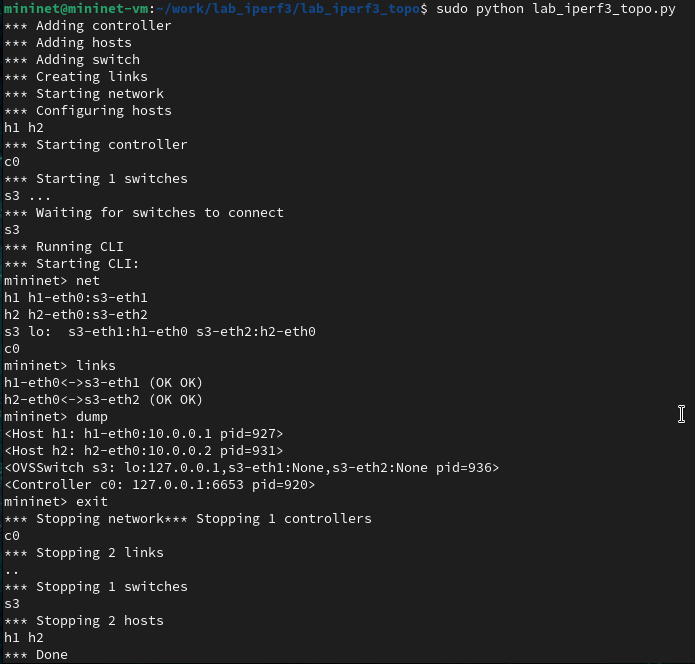 mininet@mininet-vm:~/work/lab_iperf3/lab_iperf3_topo$ sudo python lab_iperf3_topo.py
*** Adding controller
*** Adding hosts
*** Adding switch
*** Creating links
*** Starting network
*** Configuring hosts
h1 h2
*** Starting controller
c0
*** Starting 1 switches
s3 ...
*** Waiting for switches to connect
s3
*** Running CLI
*** Starting CLI:
mininet> net
h1 h1-eth0:s3-eth1
h2 h2-eth0:s3-eth2
s3 lo:  s3-eth1:h1-eth0 s3-eth2:h2-eth0
c0
mininet> links
h1-eth0<->s3-eth1 (OK OK)
h2-eth0<->s3-eth2 (OK OK)
mininet> dump
<Host h1: h1-eth0:10.0.0.1 pid=927>
<Host h2: h2-eth0:10.0.0.2 pid=931>
<OVSSwitch s3: lo:127.0.0.1,s3-eth1:None,s3-eth2:None pid=936>
<Controller c0: 127.0.0.1:6653 pid=920>
mininet> exit
*** Stopping network*** Stopping 1 controllers
c0
*** Stopping 2 links
..
*** Stopping 1 switches
s3
*** Stopping 2 hosts
h1 h2
*** Done